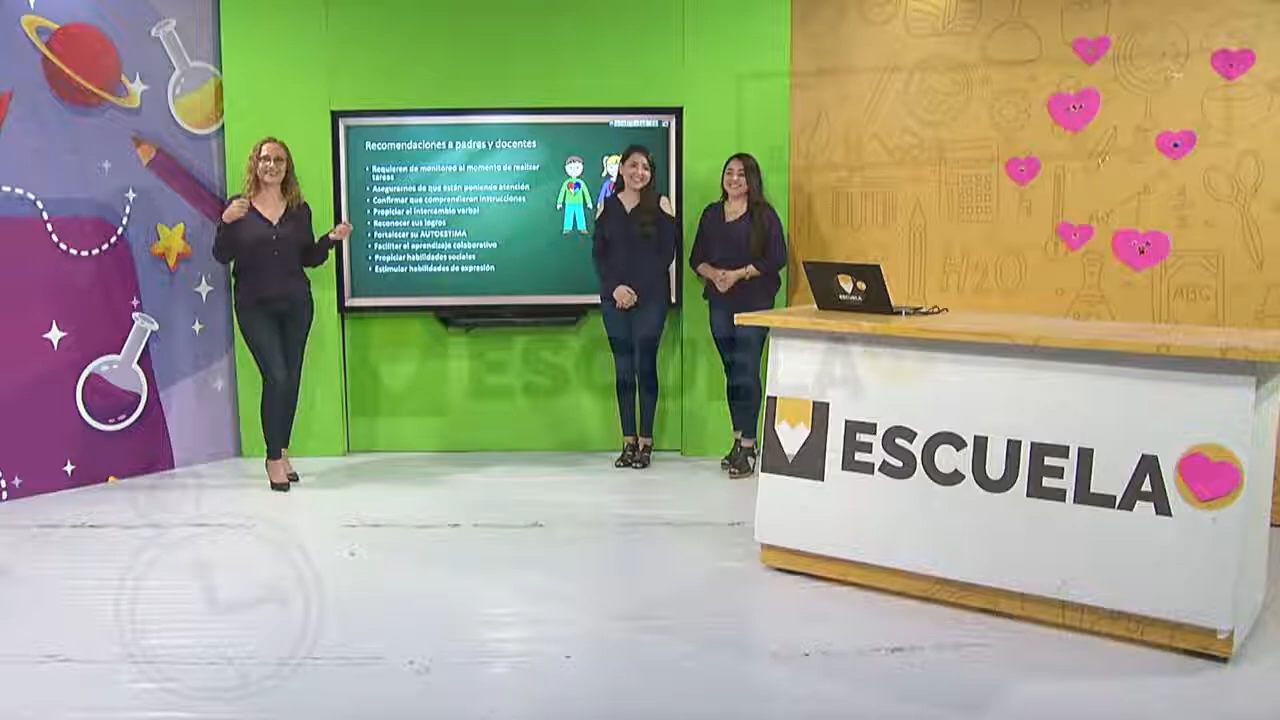 Recomendaciones a padres y docentes
• Requieren de monitoreo al momento de realizar
tareas
• Asegurarnos de que están poniendo atención
• Confirmar que comprendieron instrucciones
• Propiciar el intercambio verbal
• Reconocer sus logros
• Fortalecer su AUTOESTIMA
• Facilitar el aprendizaje colaborativo
• Propiciar habilidades sociales
• Estimular habilidades de expresión
H2O
ABC
ESCUELA
ESCUELA
ESCUELA